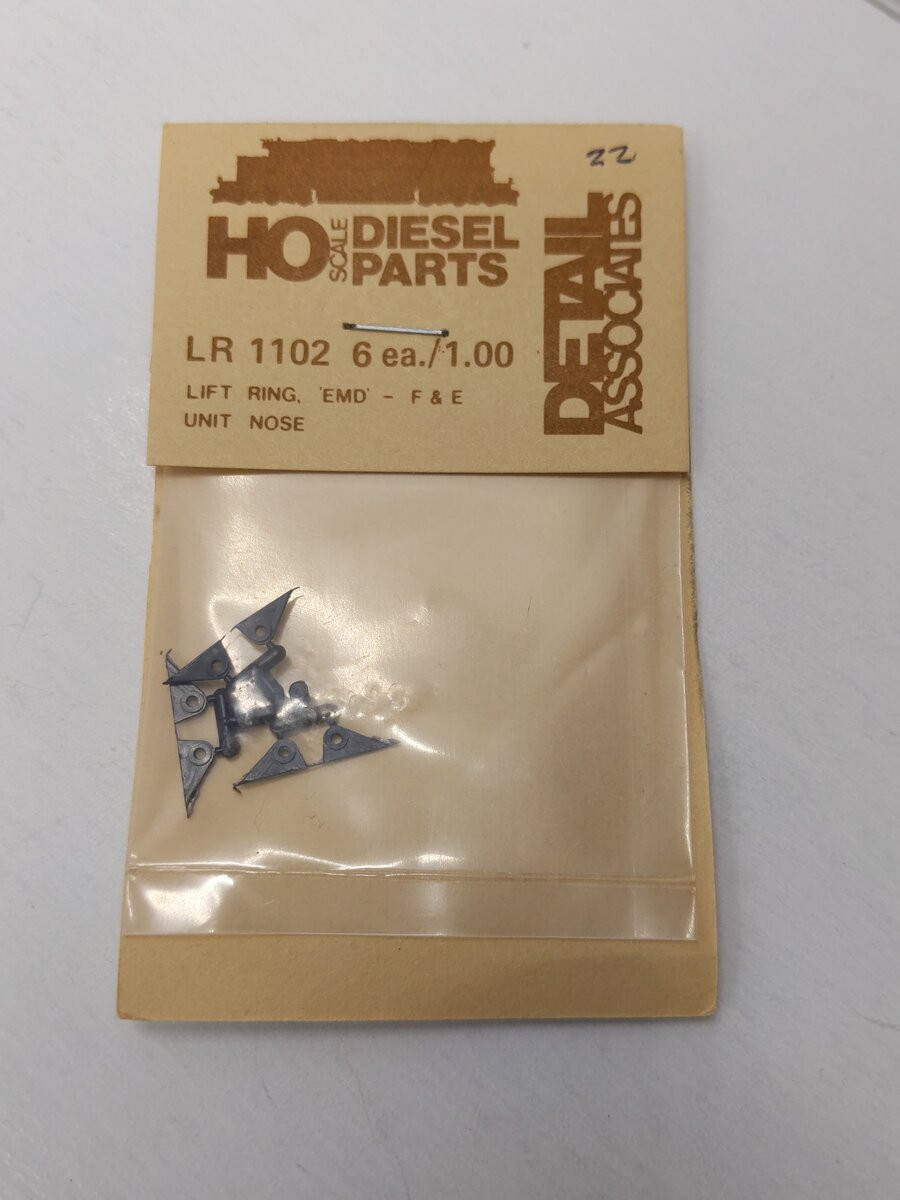 22
HO SCALE DIESEL PARTS
DETAIL ASSOCIATES
LR 1102 6 ea./1.00
LIFT RING, 'EMD' - F & E
UNIT NOSE